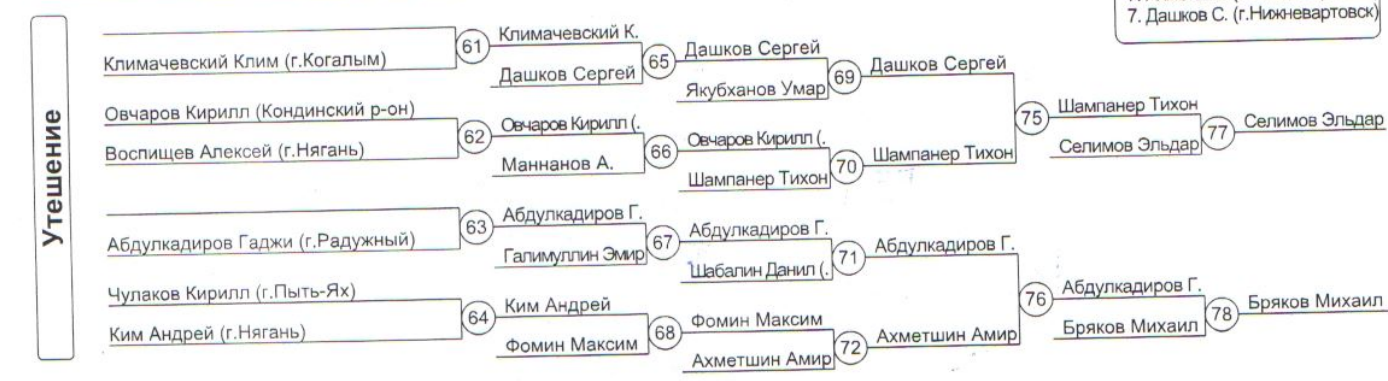 7. Дашков С. (г.Нижневартовск)
Утешение
Климачевский Клим (г.Когалым)
61
Климачевский К.
Дашков Сергей
65
Дашков Сергей
Якубханов Умар
69
Дашков Сергей
Овчаров Кирилл (Кондинский р-он)
Воспищев Алексей (г.Нягань)
62
Овчаров Кирилл (.
Маннанов А.
66
Овчаров Кирилл (.
Шампанер Тихон
70
Шампанер Тихон
75
Шампанер Тихон
Селимов Эльдар
77
Селимов Эльдар
Абдулкадиров Гаджи (г.Радужный)
63
Абдулкадиров Г.
Галимуллин Эмир
67
Абдулкадиров Г.
Шабалин Данил (.
71
Абдулкадиров Г.
Чулаков Кирилл (г.Пыть-Ях)
Ким Андрей (г.Нягань)
64
Ким Андрей
Фомин Максим
68
Фомин Максим
Ахметшин Амир
72
Ахметшин Амир
76
Абдулкадиров Г.
Бряков Михаил
78
Бряков Михаил